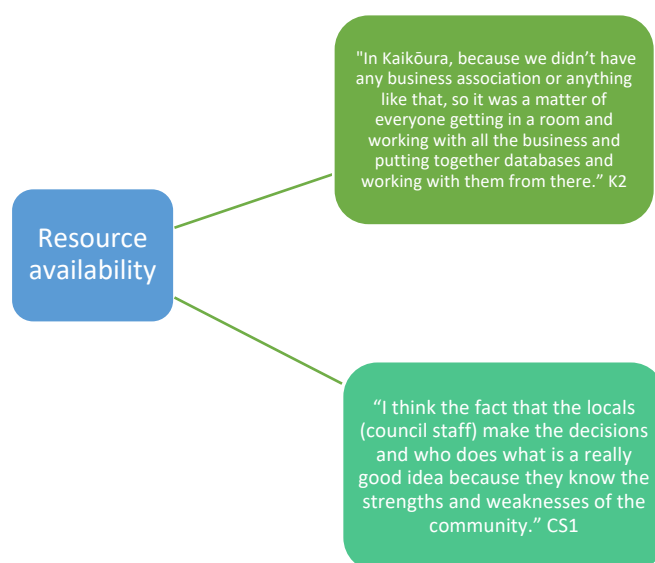 "In Kaikōura, because we didn’t have
any business association or anything
like that, so it was a matter of
everyone getting in a room and
working with all the business and
putting together databases and
working with them from there.” K2
Resource
availability
“I think the fact that the locals
(council staff) make the decisions
and who does what is a really
good idea because they know the
strengths and weaknesses of the
community.” CS1